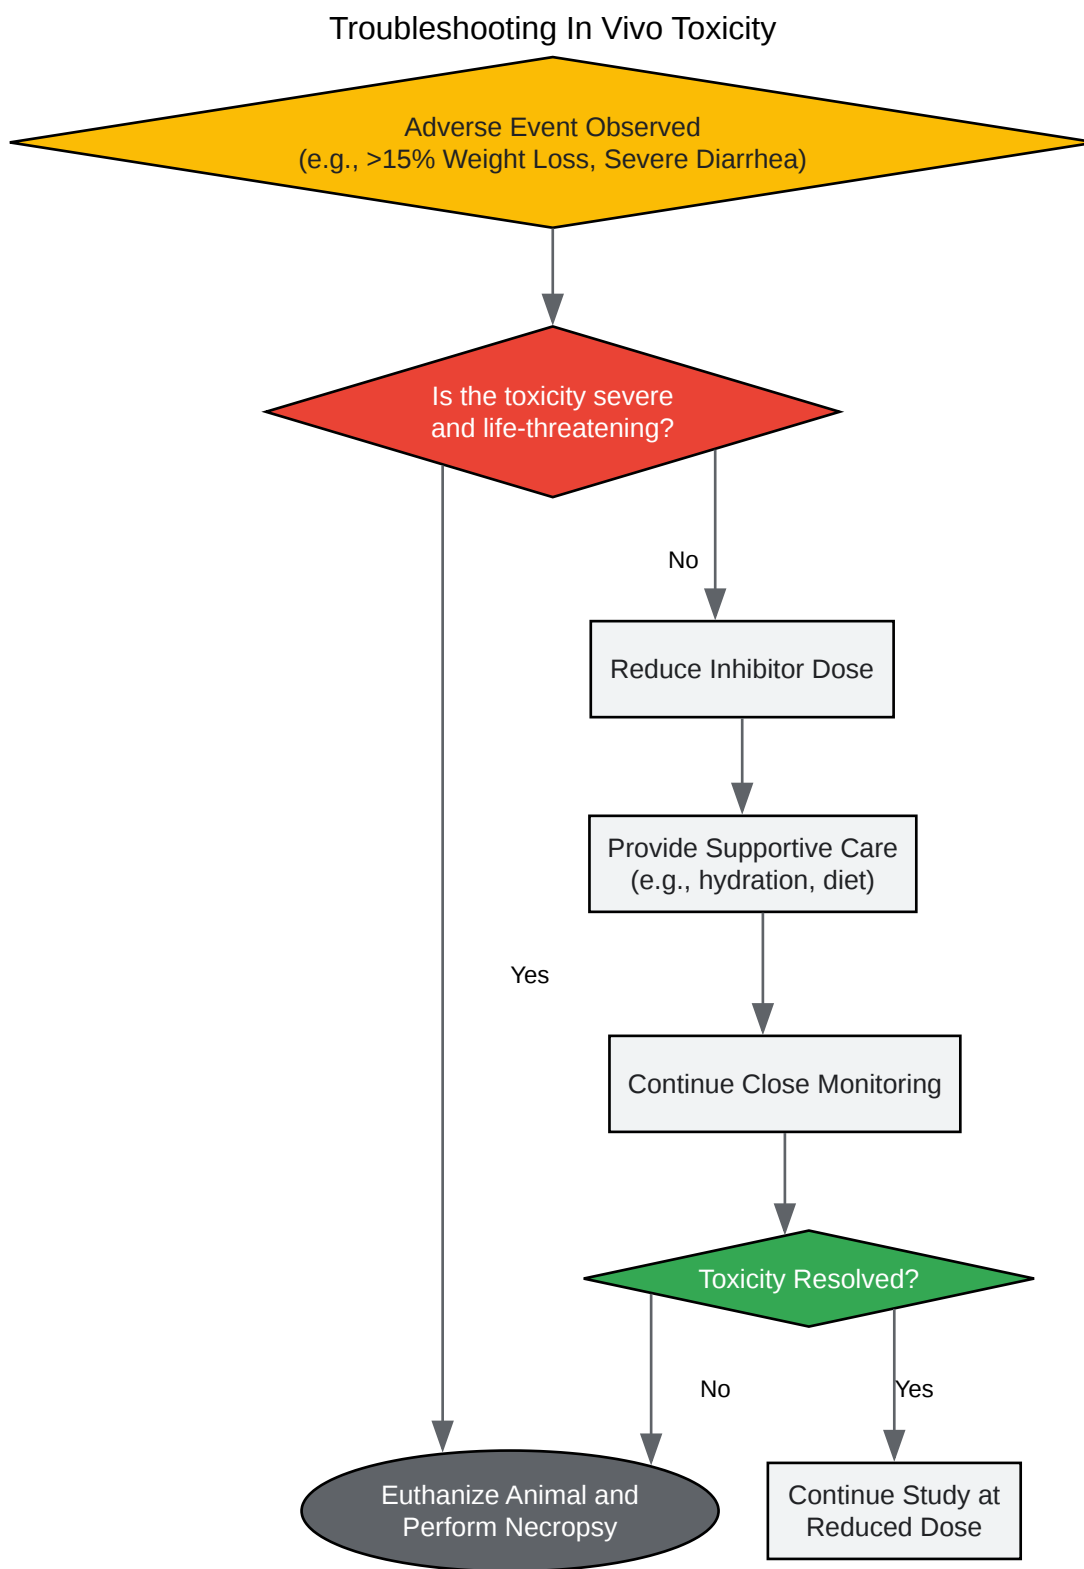 Troubleshooting In Vivo Toxicity
Adverse Event Observed
(e.g., >15% Weight Loss, Severe Diarrhea)
Is the toxicity severe
and life-threatening?
No
Reduce Inhibitor Dose
Provide Supportive Care
(e.g., hydration, diet)
Yes
Continue Close Monitoring
Toxicity Resolved?
No
Yes
Euthanize Animal and
Perform Necropsy
Continue Study at
Reduced Dose